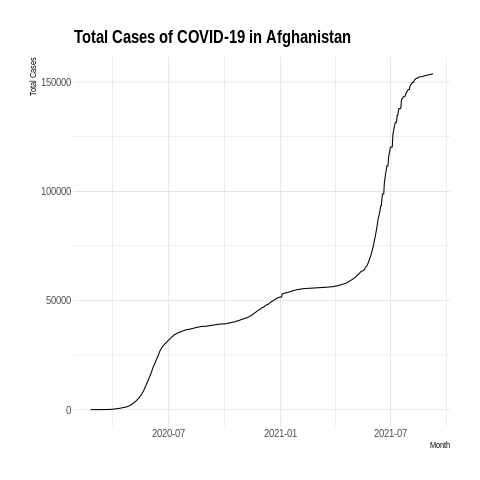 Total Cases of COVID-19 in Afghanistan
Total Cases
150000
100000
50000
0
2020-07 2021-01 2021-07
Month